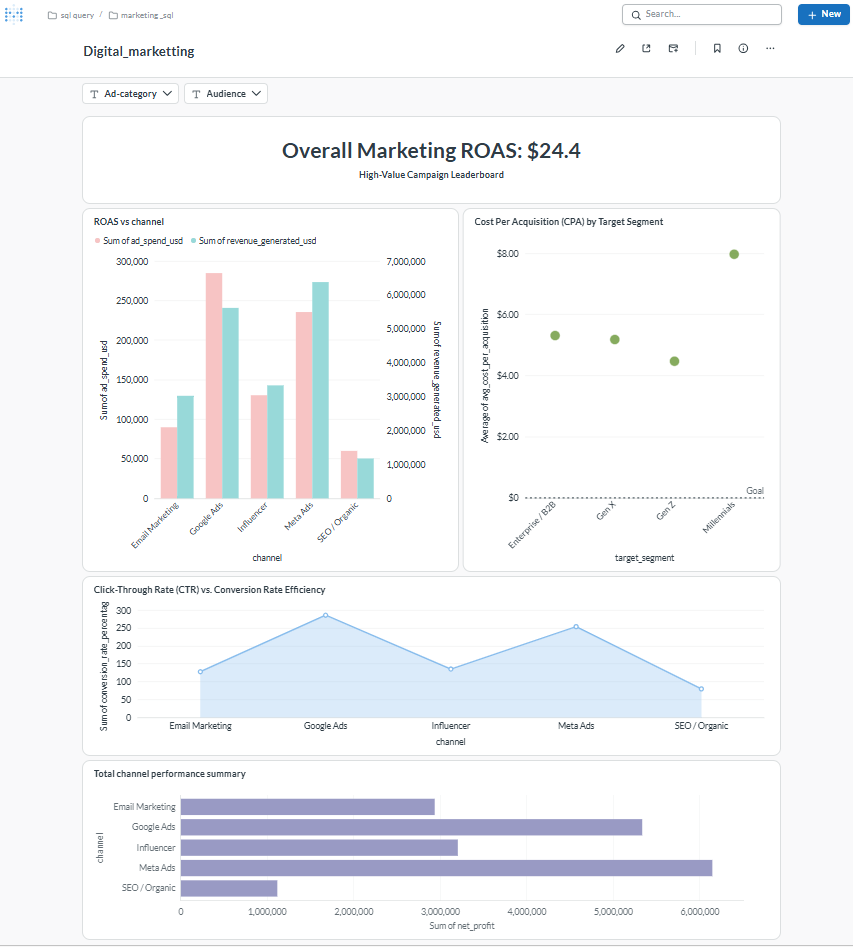 sql query / marketing _sql
Search...
+ New
Digital_marketting
Ad-category
Audience
Overall Marketing ROAS: $24.4
High-Value Campaign Leaderboard
ROAS vs channel
Sum of ad_spend_usd
Sum of revenue_generated_usd
300,000
250,000
200,000
150,000
100,000
50,000
0
Sum of ad_spend_usd
7,000,000
6,000,000
5,000,000
4,000,000
3,000,000
2,000,000
1,000,000
0
Sum of revenue_generated_usd
Email Marketing
Google Ads
Influencer
Meta Ads
SEO / Organic
channel
Cost Per Acquisition (CPA) by Target Segment
$8.00
$6.00
$4.00
$2.00
$0
Average of avg_cost_per_acquisition
Goal
Enterprise / B2B
Gen X
Gen Z
Millennials
target_segment
Click-Through Rate (CTR) vs. Conversion Rate Efficiency
300
250
200
150
100
50
0
Sum of conversion_rate_percentag
Email Marketing
Google Ads
Influencer
Meta Ads
SEO / Organic
channel
Total channel performance summary
channel
Email Marketing
Google Ads
Influencer
Meta Ads
SEO / Organic
0
1,000,000
2,000,000
3,000,000
4,000,000
5,000,000
6,000,000
Sum of net_profit